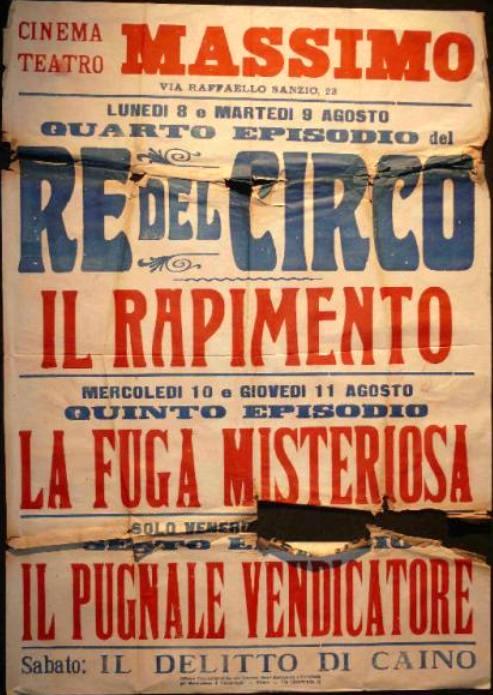 CINEMA
TEATRO
MASSIMO
VIA RAFFAELLO SANZIO, 23
LUNEDI 8 e MARTEDI 9 AGOSTO
QUARTO EPISODIO del
RE DEL CIRCO
IL RAPIMENTO
MERCOLEDI 10 e GIOVEDI 11 AGOSTO
QUINTO EPISODIO
LA FUGA MISTERIOSA
SOLO
SESTO
IL PUGNALE VENDICATORE
Sabato: IL DELITTO DI CAINO